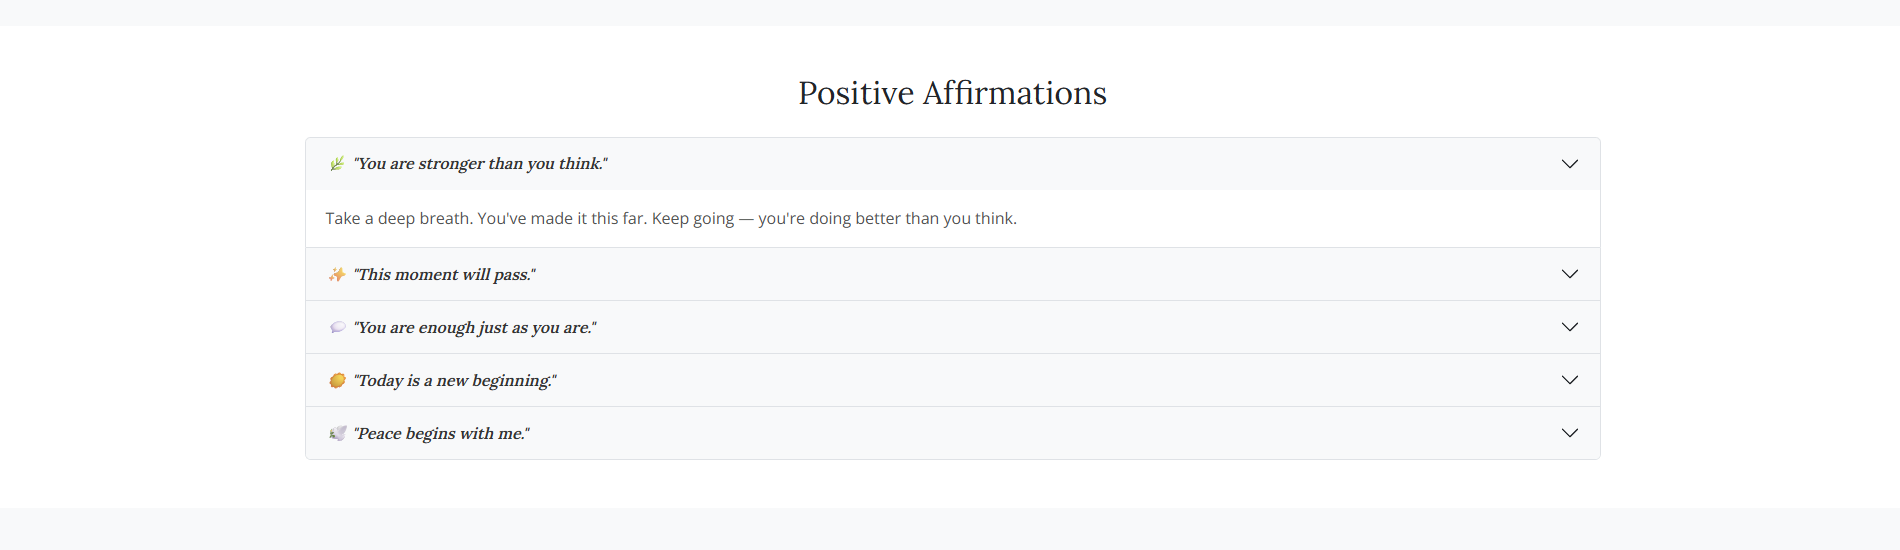 Positive Affirmations
"You are stronger than you think."
Take a deep breath. You've made it this far. Keep going — you're doing better than you think.
"This moment will pass."
"You are enough just as you are."
"Today is a new beginning."
"Peace begins with me."